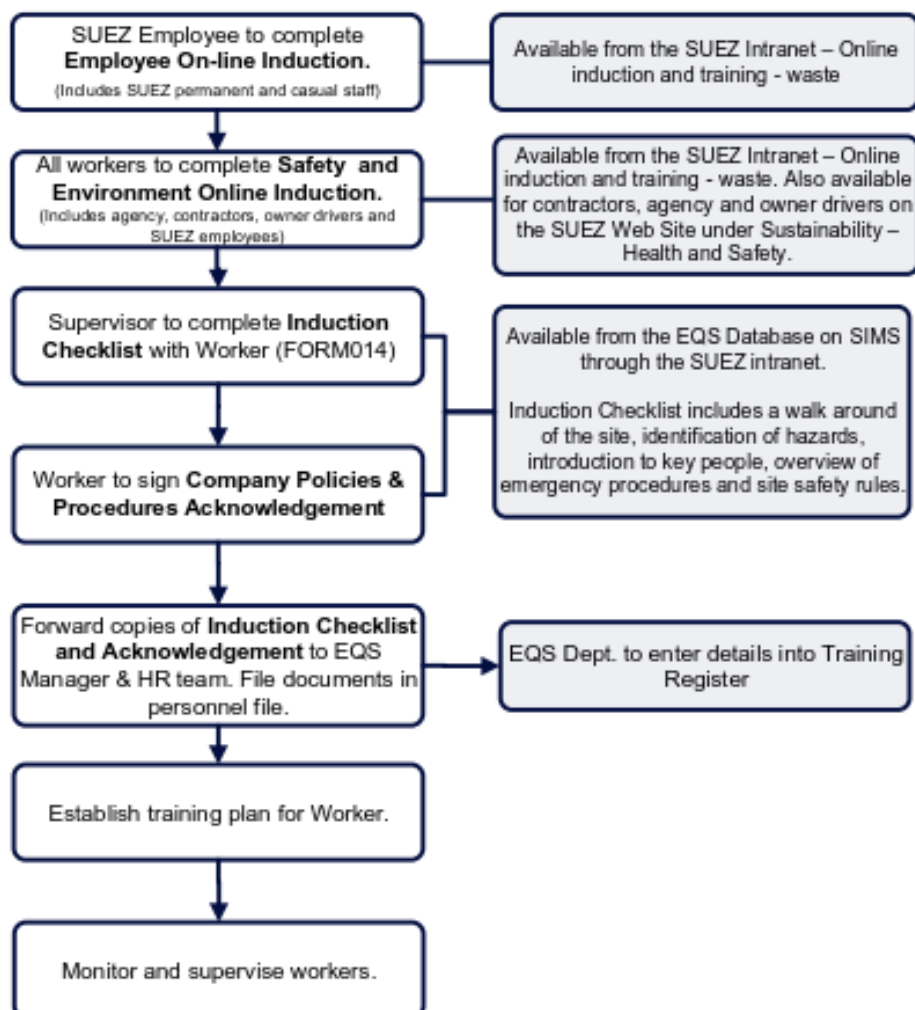 SUEZ Employee to complete
Employee On-line Induction.
(Includes SUEZ permanent and casual staff)
Available from the SUEZ Intranet – Online
induction and training - waste
All workers to complete Safety and
Environment Online Induction.
(Includes agency, contractors, owner drivers and
SUEZ employees)
Available from the SUEZ Intranet – Online
induction and training - waste. Also available
for contractors, agency and owner drivers on
the SUEZ Web Site under Sustainability –
Health and Safety.
Supervisor to complete Induction
Checklist with Worker (FORM014)
Available from the EQS Database on SIMS
through the SUEZ intranet.
Induction Checklist includes a walk around
of the site, identification of hazards,
introduction to key people, overview of
emergency procedures and site safety rules.
Worker to sign Company Policies &
Procedures Acknowledgement
Forward copies of Induction Checklist
and Acknowledgement to EQS
Manager & HR team. File documents in
personnel file.
EQS Dept. to enter details into Training
Register
Establish training plan for Worker.
Monitor and supervise workers.